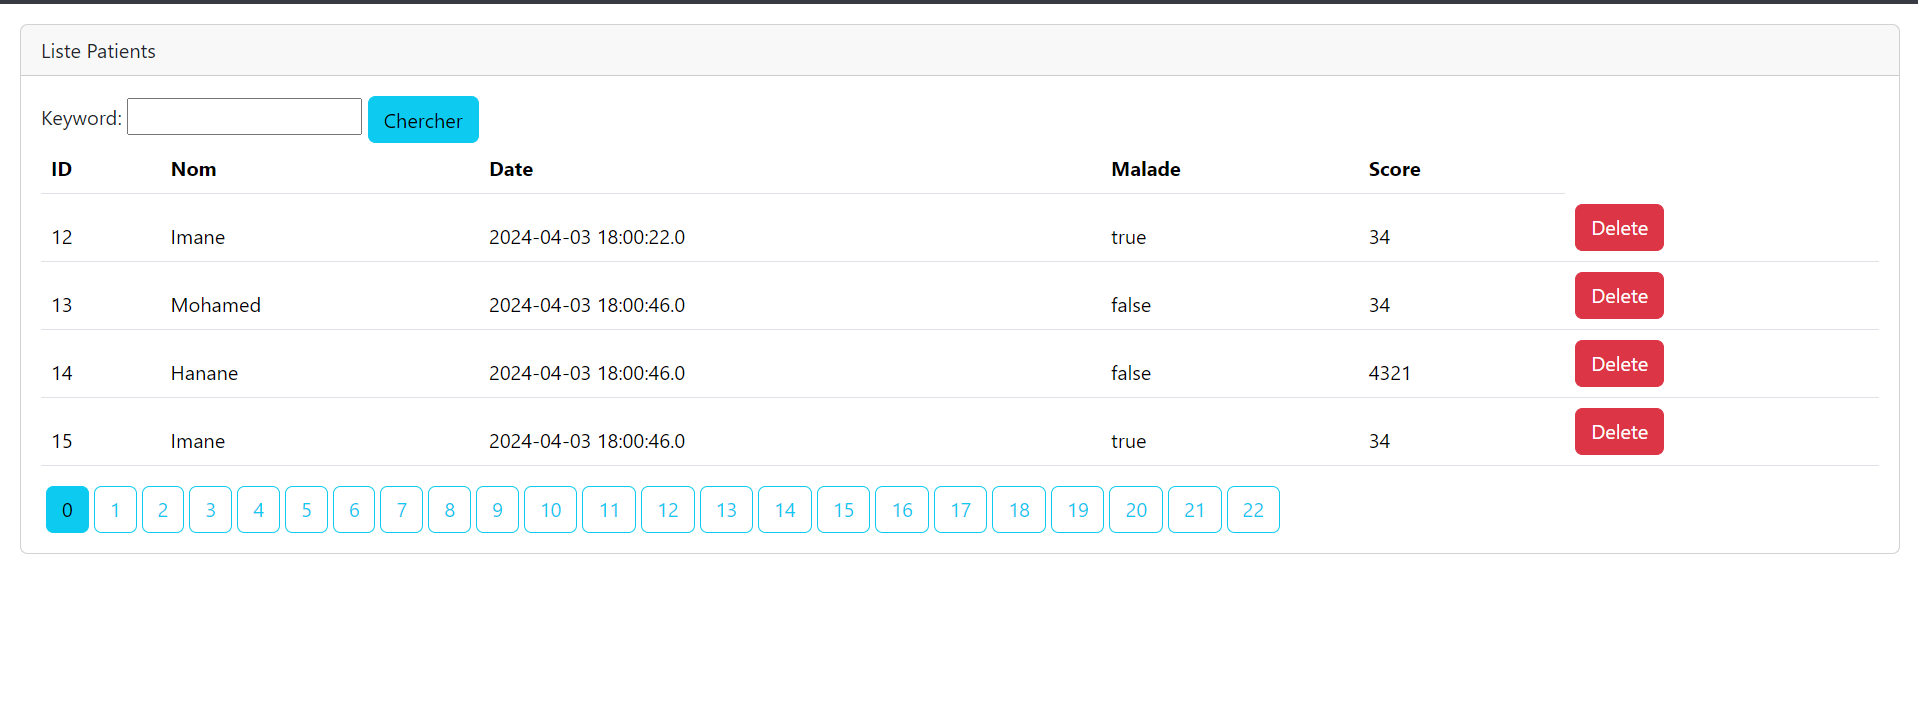 Liste Patients
Keyword: Chercher
ID Nom Date Malade Score
12 Imane 2024-04-03 18:00:22.0 true 34 Delete
13 Mohamed 2024-04-03 18:00:46.0 false 34 Delete
14 Hanane 2024-04-03 18:00:46.0 false 4321 Delete
15 Imane 2024-04-03 18:00:46.0 true 34 Delete
0 1 2 3 4 5 6 7 8 9 10 11 12 13 14 15 16 17 18 19 20 21 22